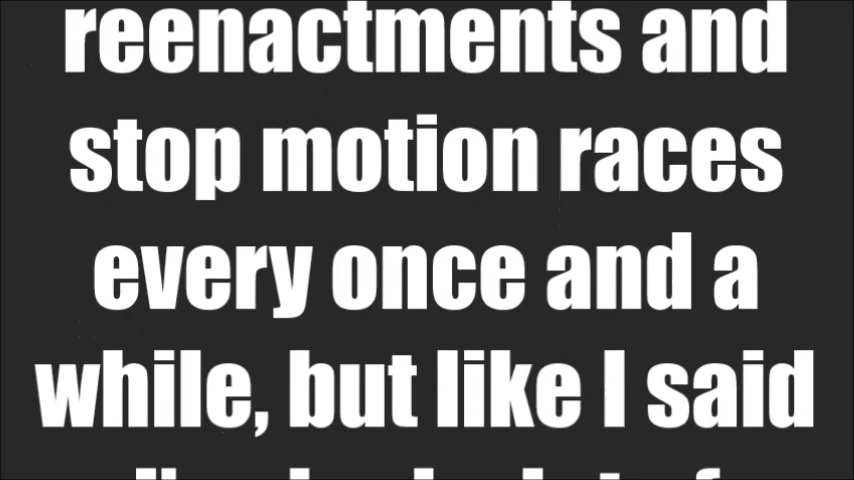 reenactments and
stop motion races
every once and a
while, but like I said